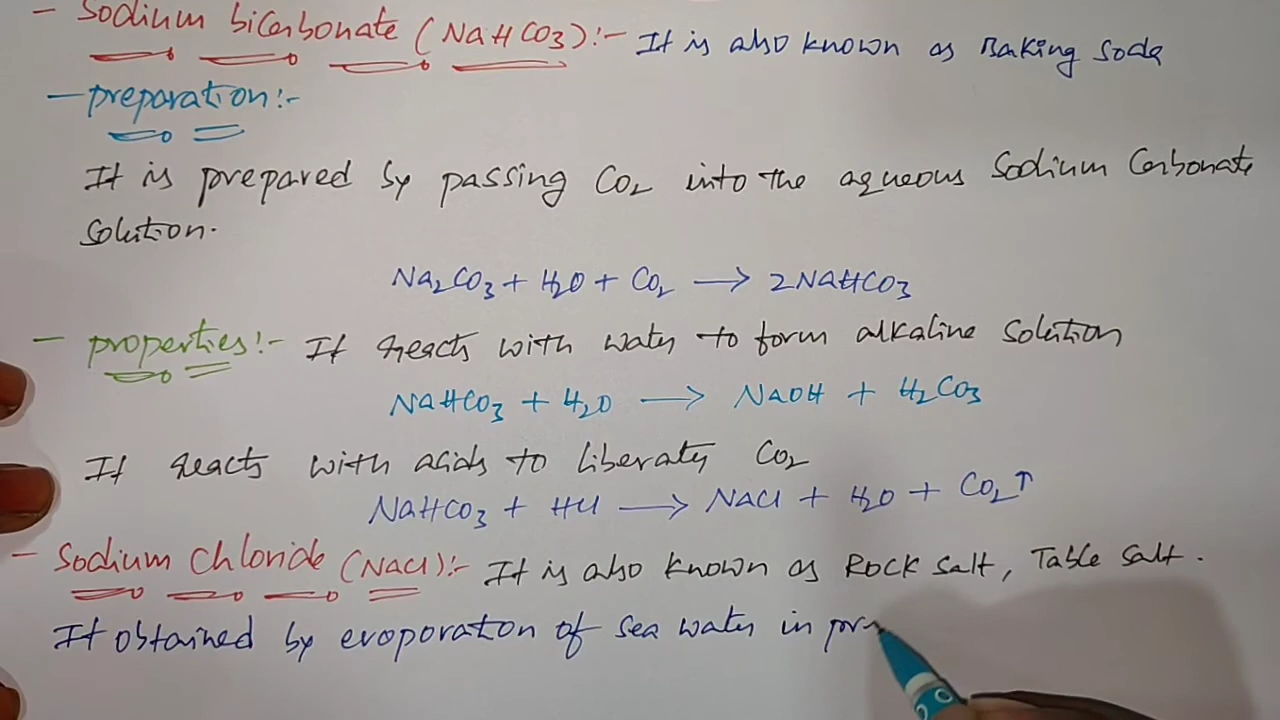 - Sodium bicarbonate (NaHCO3):- It is also known as Baking soda
- preparation:-
It is prepared by passing CO2 into the aqueous Sodium Carbonate
Solution.
Na2CO3 + H2O + CO2 → 2NaHCO3
- properties:- It reacts with water to form alkaline solution
NaHCO3 + H2O → NaOH + H2CO3
It reacts with acids to liberate CO2
NaHCO3 + HCl → NaCl + H2O + CO2↑
- Sodium Chloride (NaCl):- It is also known as Rock salt, Table salt.
It obtained by evoporation of sea water in